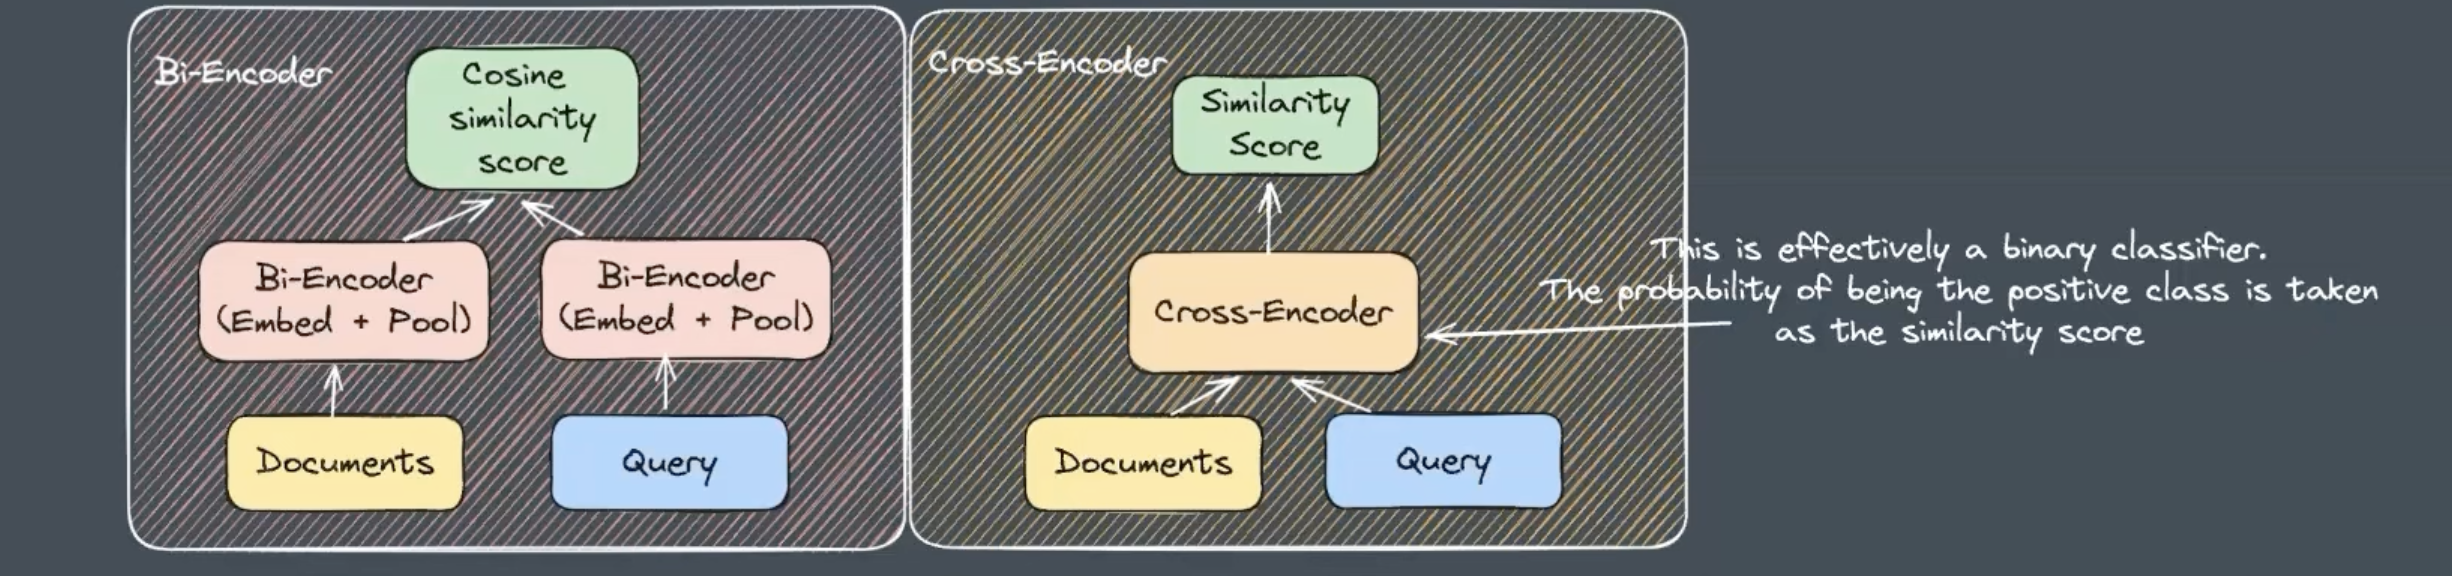 Bi-Encoder
Cosine
similarity
score
Bi-Encoder
(Embed + Pool)
Bi-Encoder
(Embed + Pool)
Documents
Query
Cross-Encoder
Similarity
Score
Cross-Encoder
Documents
Query
This is effectively a binary classifier.
The probability of being the positive class is taken
as the similarity score